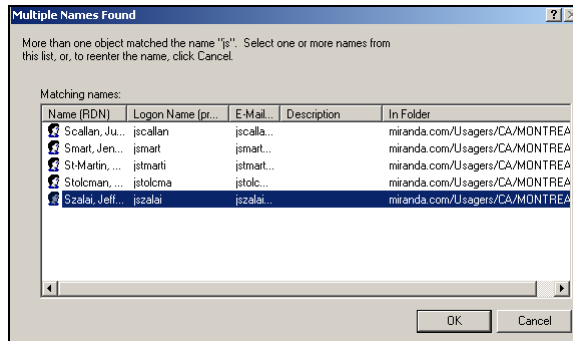 Multiple Names Found
More than one object matched the name "js". Select one or more names from
this list, or, to reenter the name, click Cancel.
Matching names:
Name (RDN) Logon Name (pr... E-Mail... Description In Folder
Scallan, Ju... jscallan jscalla... miranda.com/Usagers/CA/MONTREA
Smart, Jen... jsmart jsmart... miranda.com/Usagers/CA/MONTREA
St-Martin, ... jstmarti jstmart... miranda.com/Usagers/CA/MONTREA
Stolcman, ... jstolcma jstolc... miranda.com/Usagers/CA/MONTREA
Szalai, Jeff... jszalai jszalai... miranda.com/Usagers/CA/MONTREA
OK Cancel